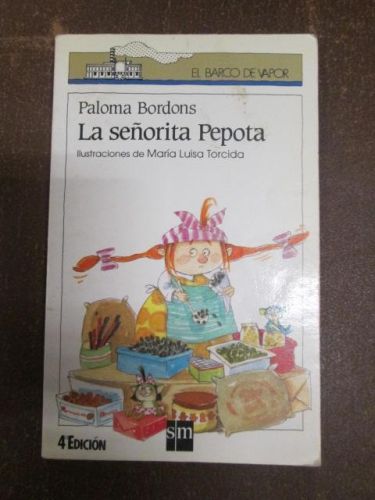 EL BARCO DE VAPOR
Paloma Bordons
La señorita Pepota
Ilustraciones de María Luisa Torcida
4ª EDICIÓN
sm